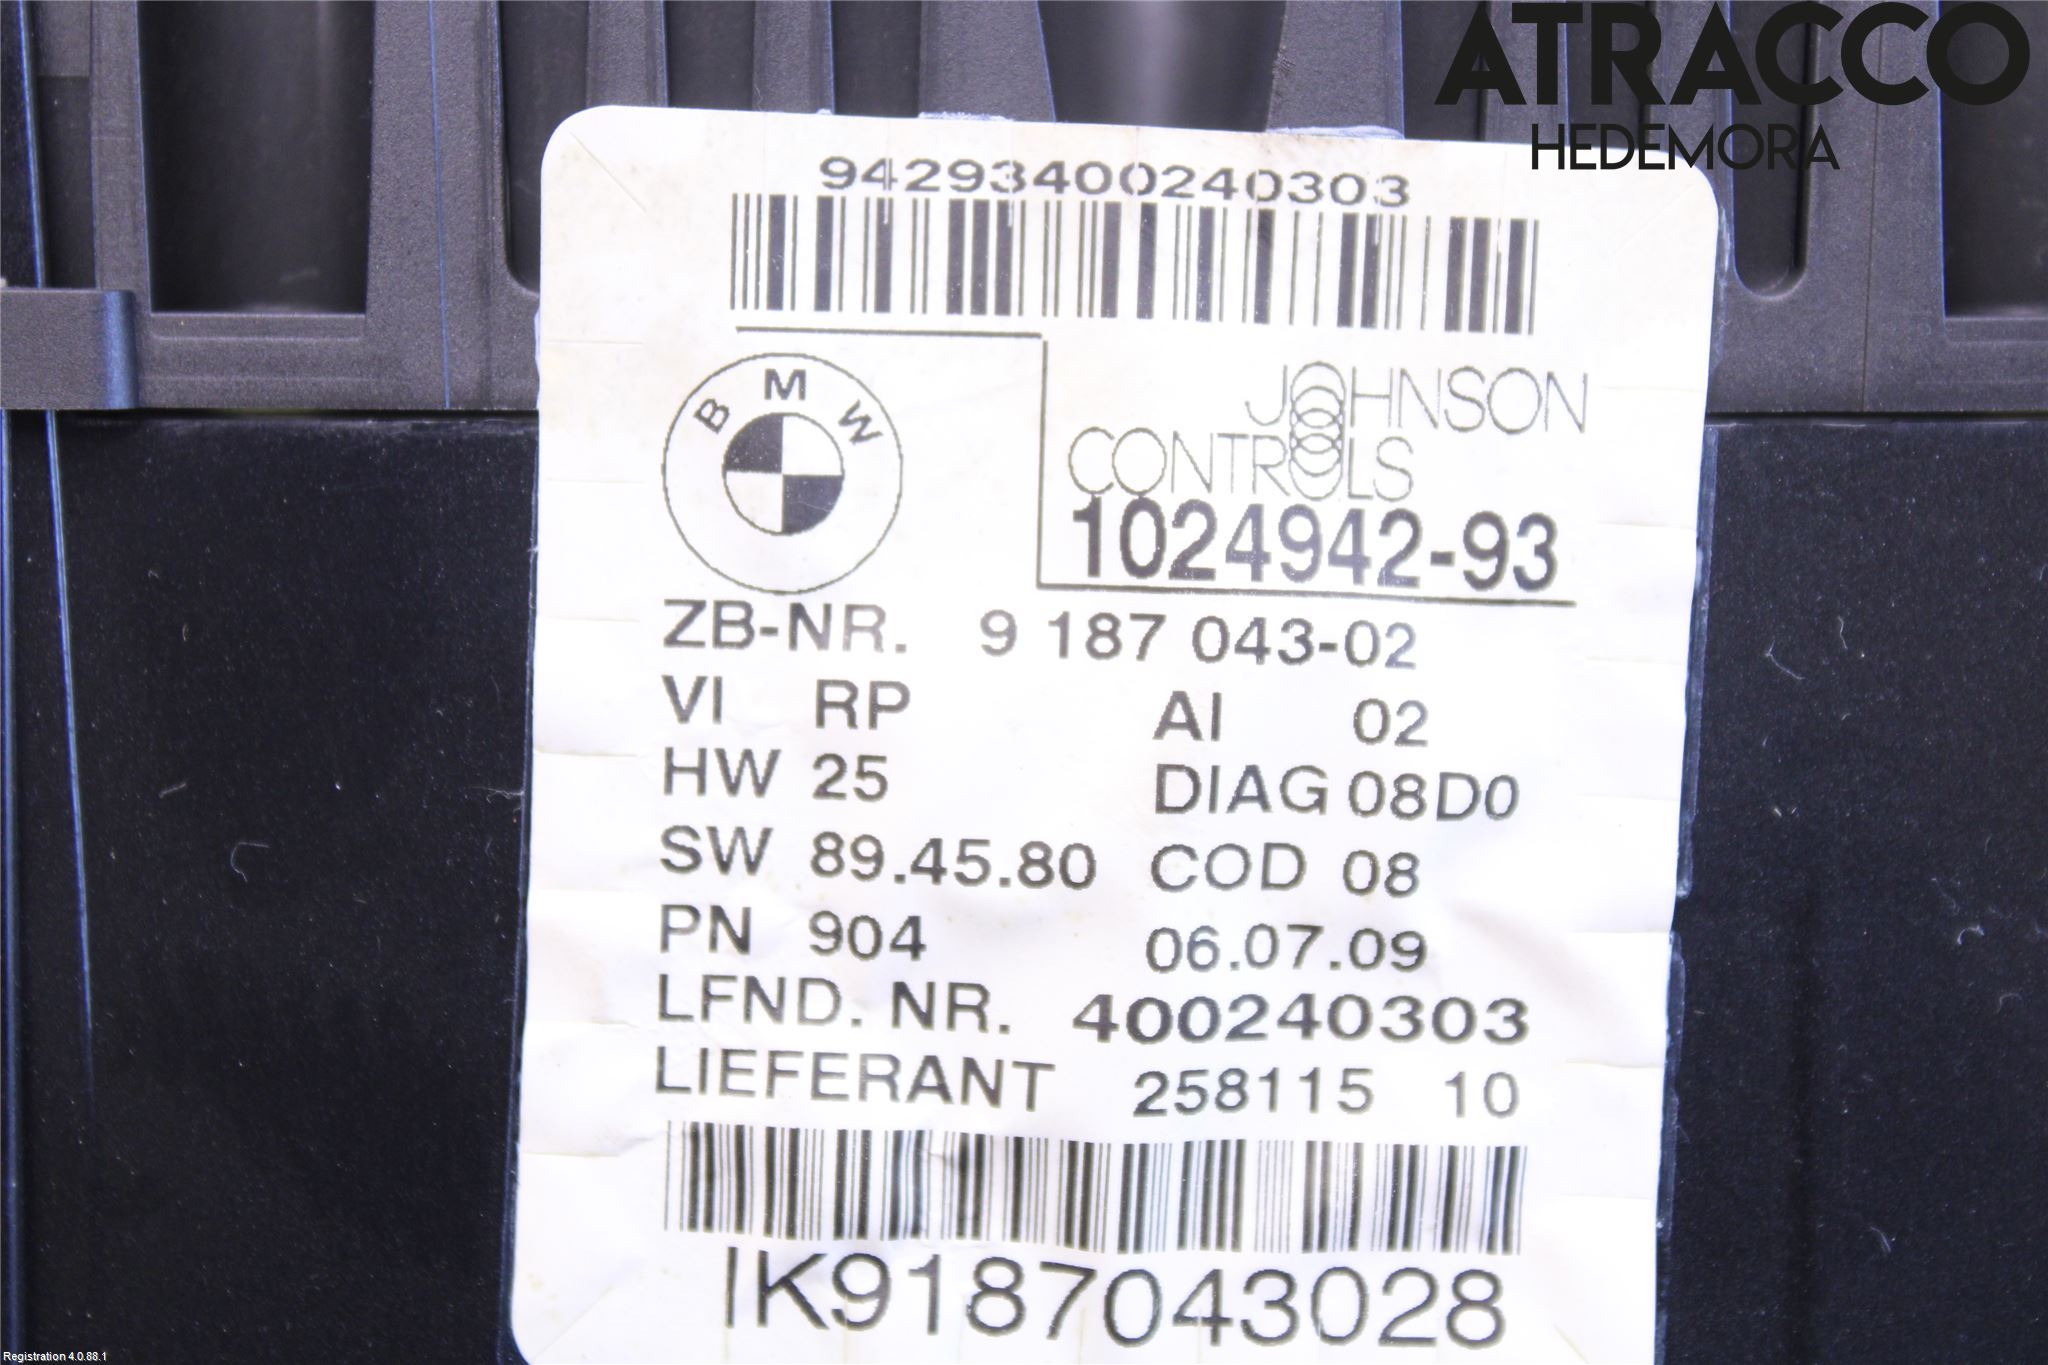 ATRACCO
HEDEMORA
94293400240303
B M W
JOHNSON
CONTROLS
1024942-93
ZB-NR. 9 187 043-02
VI RP AI 02
HW 25 DIAG 08D0
SW 89.45.80 COD 08
PN 904 06.07.09
LFND. NR. 400240303
LIEFERANT 258115 10
IK9187043028
Registration 4.0.88.1